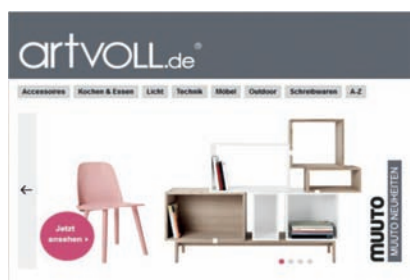 artvoll.de®
Accessoires Kochen & Essen Licht Technik Möbel Outdoor Schreibwaren A-Z
←
Jetzt
ansehen ›
muuto
MUUTO NEUHEITEN